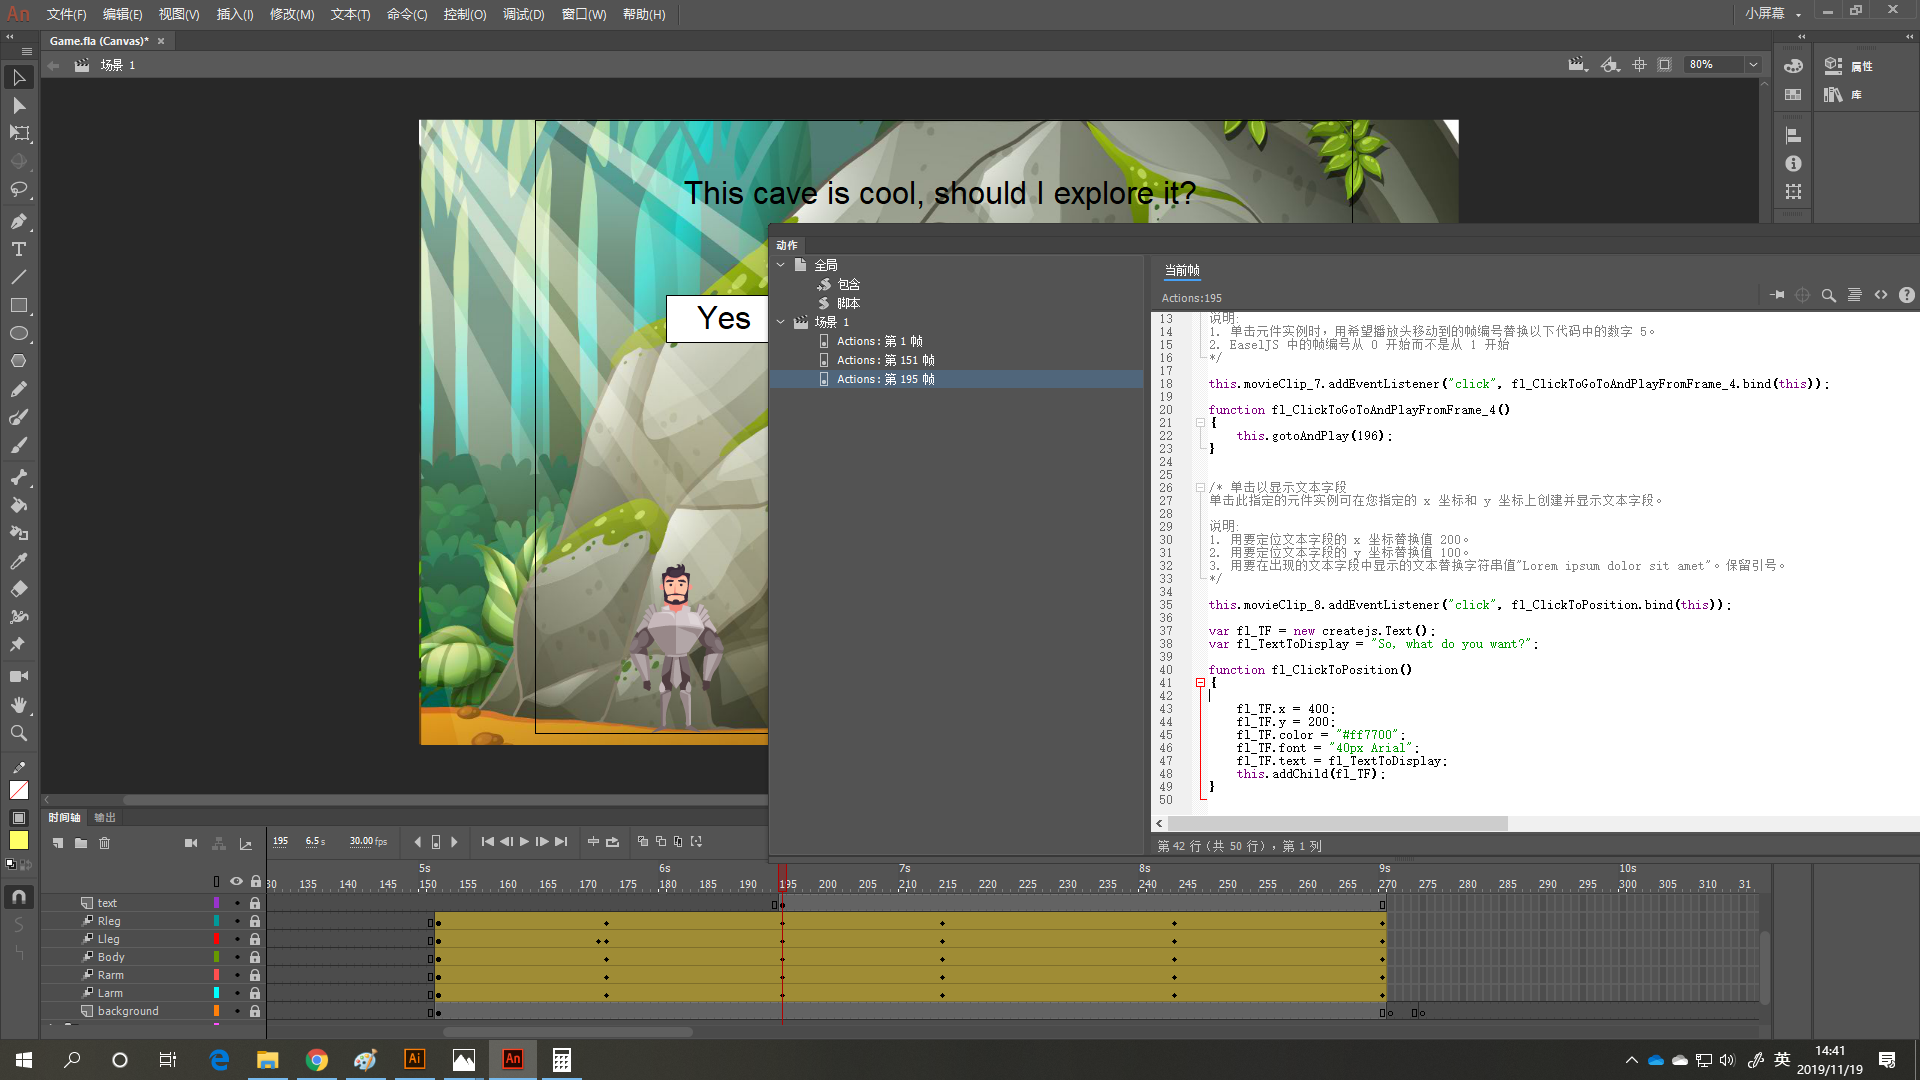 An 文件(F) 编辑(E) 视图(V) 插入(I) 修改(M) 文本(T) 命令(C) 控制(O) 调试(D) 窗口(W) 帮助(H) 小屏幕
Game.fla (Canvas)* ×
场景 1 80%
属性
库
This cave is cool, should I explore it?
Yes
动作
全局
包含
脚本
场景 1
Actions: 第 1 帧
Actions: 第 151 帧
Actions: 第 195 帧
当前帧
Actions:195
13 说明:
14 1. 单击元件实例时，用希望播放头移动到的帧编号替换以下代码中的数字 5。
15 2. EaselJS 中的帧编号从 0 开始而不是从 1 开始
16 */
17
18 this.movieClip_7.addEventListener("click", fl_ClickToGoToAndPlayFromFrame_4.bind(this));
19
20 function fl_ClickToGoToAndPlayFromFrame_4()
21 {
22 this.gotoAndPlay(196);
23 }
24
25
26 /* 单击以显示文本字段
27 单击此指定的元件实例可在您指定的 x 坐标和 y 坐标上创建并显示文本字段。
28
29 说明:
30 1. 用要定位文本字段的 x 坐标替换值 200。
31 2. 用要定位文本字段的 y 坐标替换值 100。
32 3. 用要在出现的文本字段中显示的文本替换字符串值"Lorem ipsum dolor sit amet"。保留引号。
33 */
34
35 this.movieClip_8.addEventListener("click", fl_ClickToPosition.bind(this));
36
37 var fl_TF = new createjs.Text();
38 var fl_TextToDisplay = "So, what do you want?";
39
40 function fl_ClickToPosition()
41 {
42
43 fl_TF.x = 400;
44 fl_TF.y = 200;
45 fl_TF.color = "#ff7700";
46 fl_TF.font = "40px Arial";
47 fl_TF.text = fl_TextToDisplay;
48 this.addChild(fl_TF);
49 }
50
第 42 行（共 50 行），第 1 列
时间轴 输出
195 6.5 s 30.00 fps
5s 6s 7s 8s 9s 10s
30 135 140 145 150 155 160 165 170 175 180 185 190 195 200 205 210 215 220 225 230 235 240 245 250 255 260 265 270 275 280 285 290 295 300 305 310 31
text
Rleg
Lleg
Body
Rarm
Larm
background
Ai An 英 14:41
2019/11/19